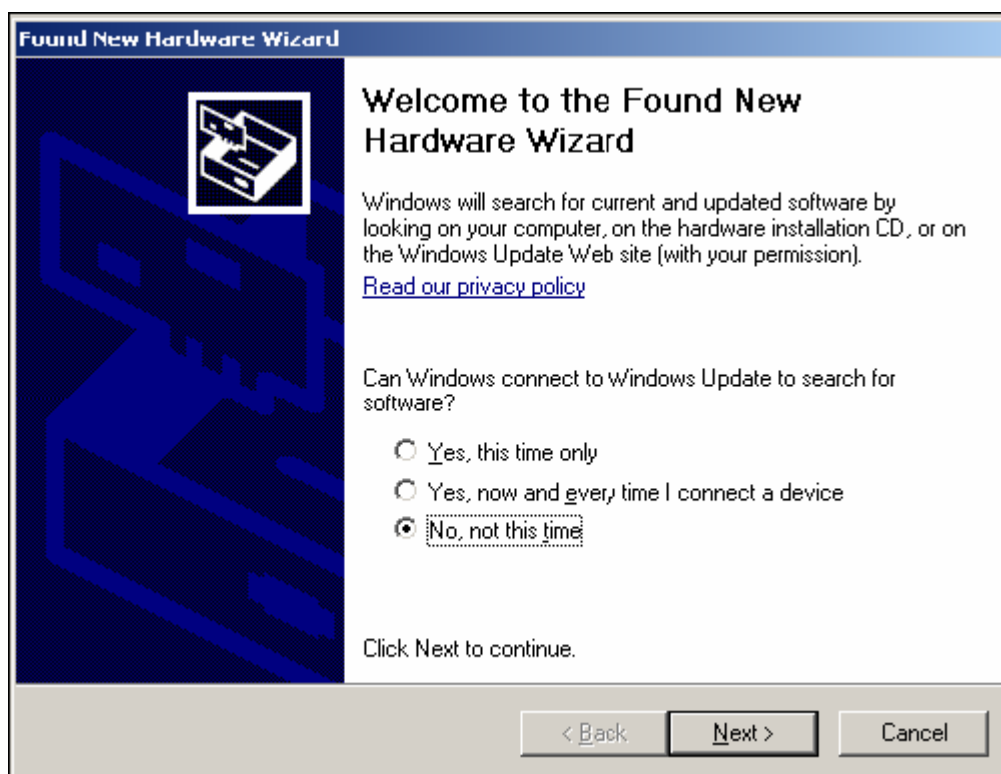 Found New Hardware Wizard
Welcome to the Found New
Hardware Wizard
Windows will search for current and updated software by
looking on your computer, on the hardware installation CD, or on
the Windows Update Web site (with your permission).
Read our privacy policy
Can Windows connect to Windows Update to search for
software?
Yes, this time only
Yes, now and every time I connect a device
No, not this time
Click Next to continue.
< Back
Next >
Cancel